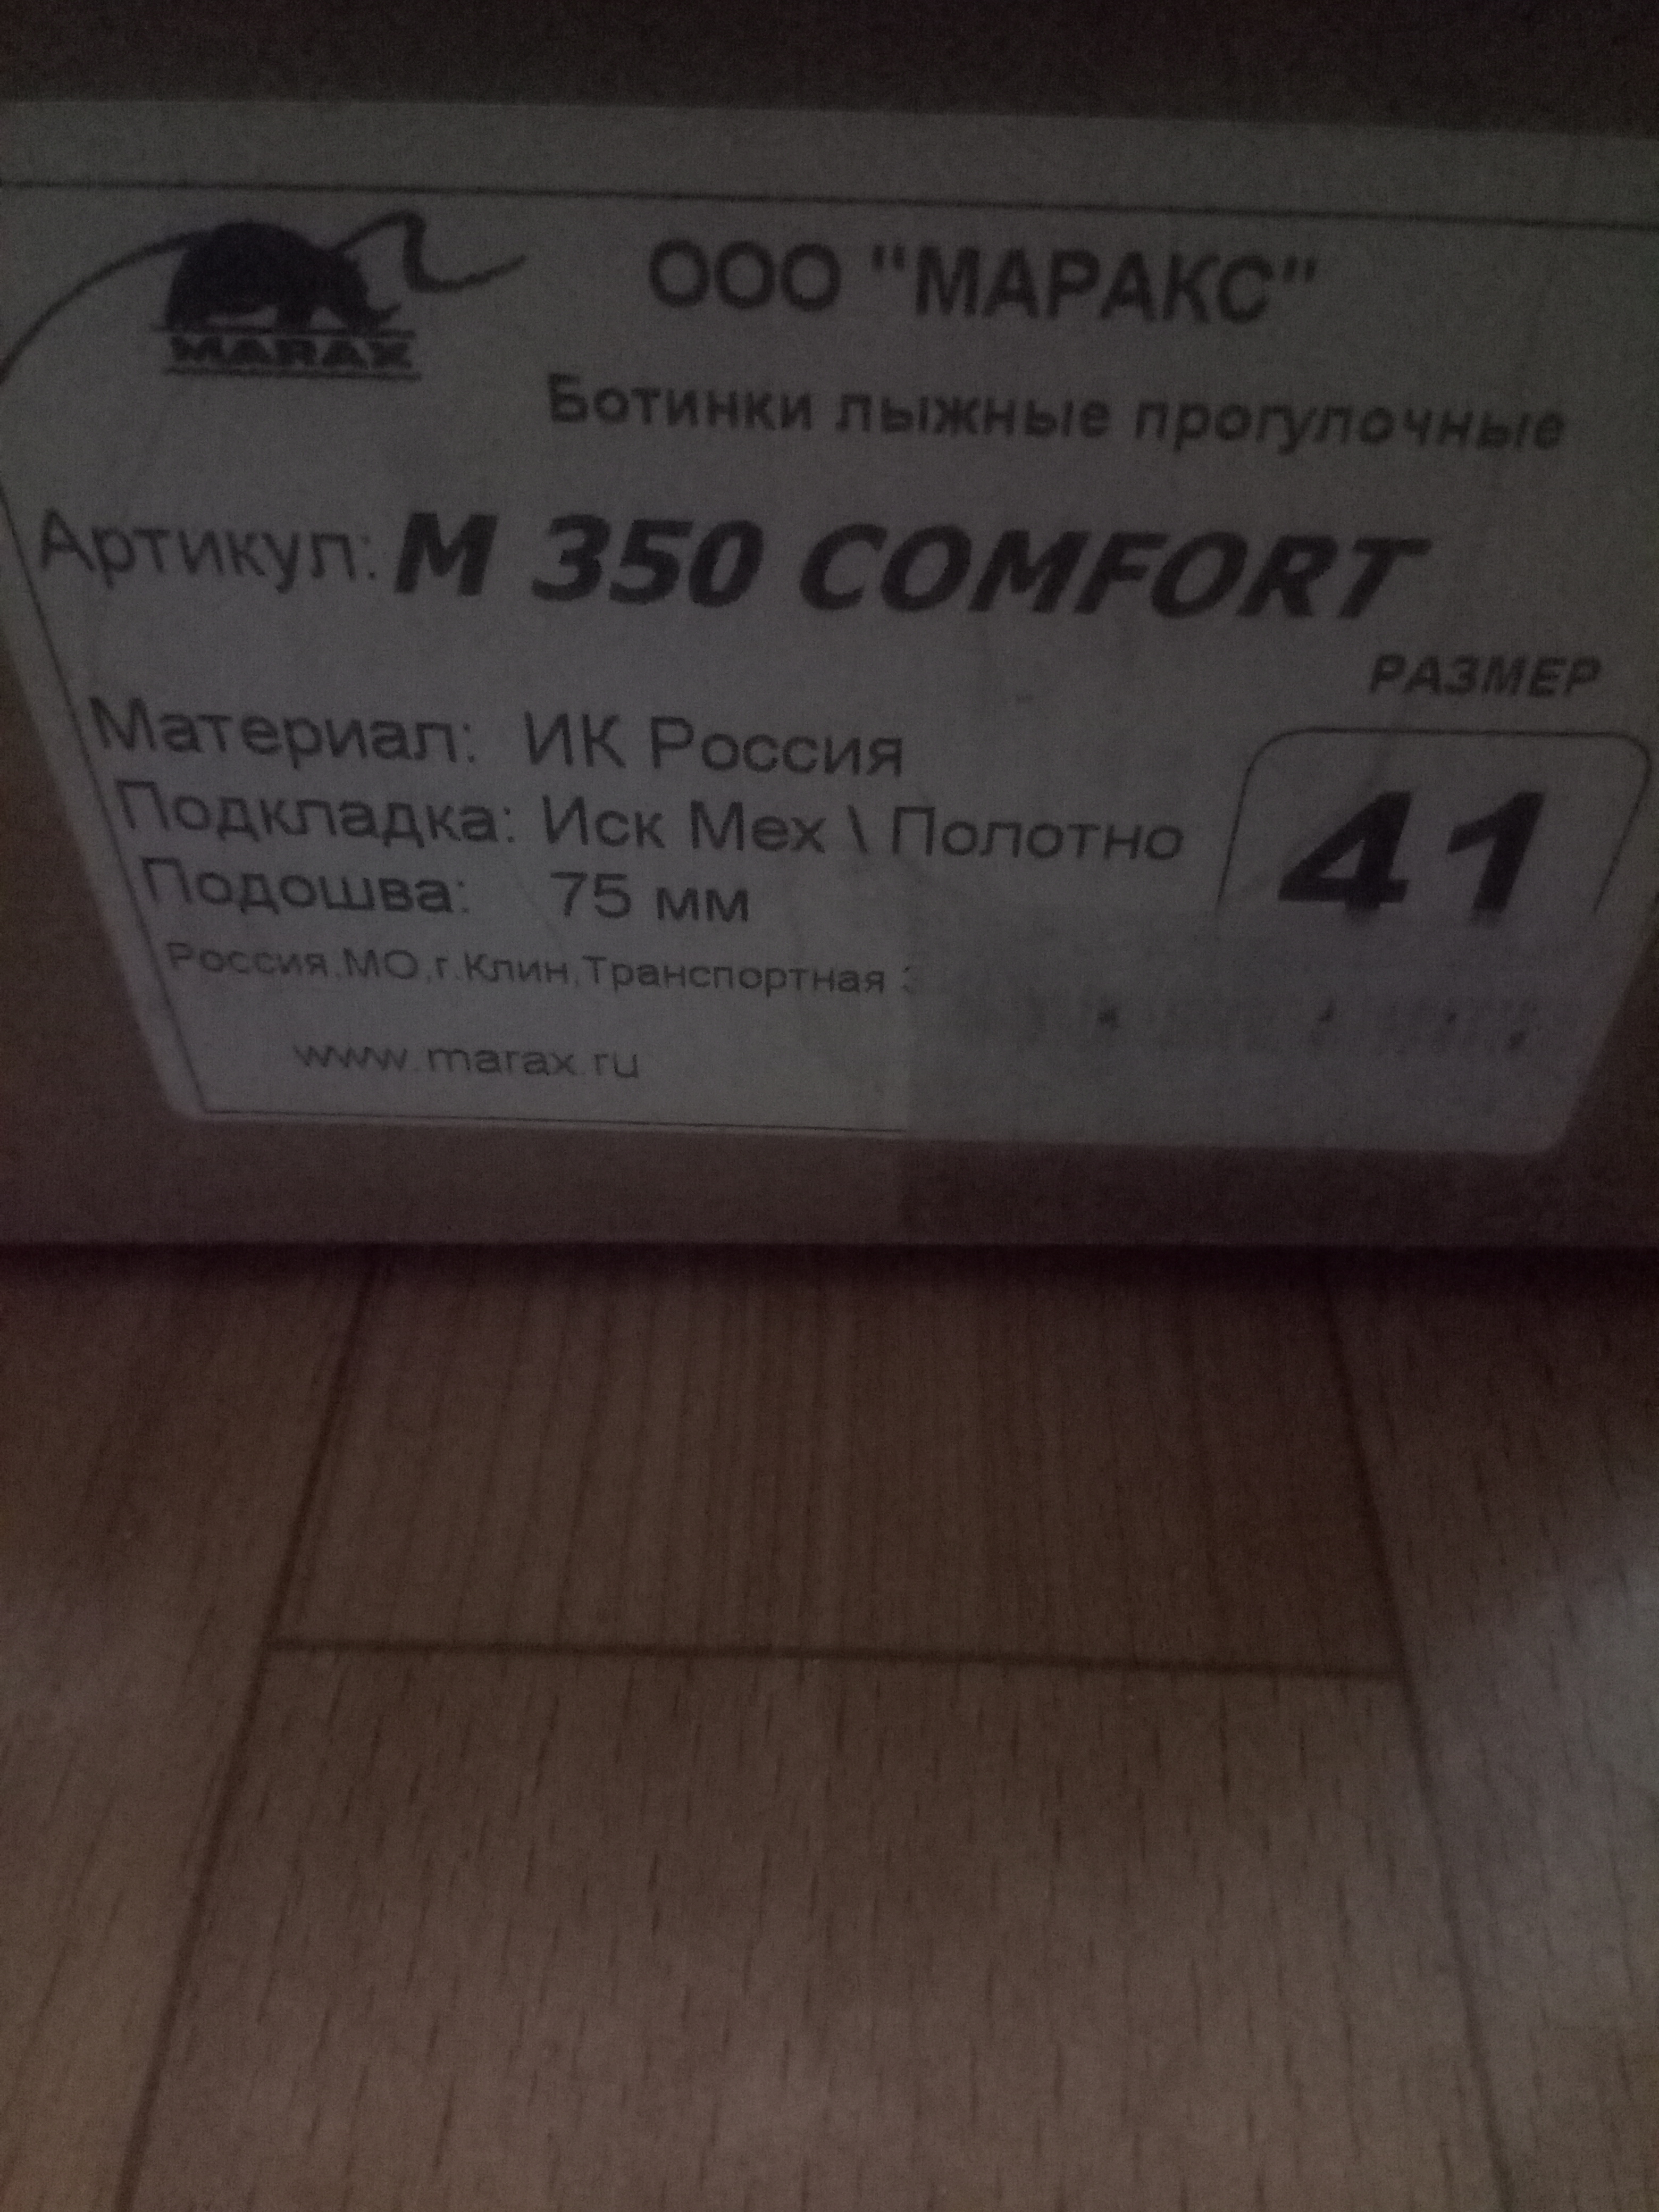 MARAX
ООО "МАРАКС"
Ботинки лыжные прогулочные
Артикул: М 350 COMFORT
РАЗМЕР
41
Материал: ИК Россия
Подкладка: Иск Мех \ Полотно
Подошва: 75 мм
Россия,МО,г.Клин,Транспортная
www.marax.ru